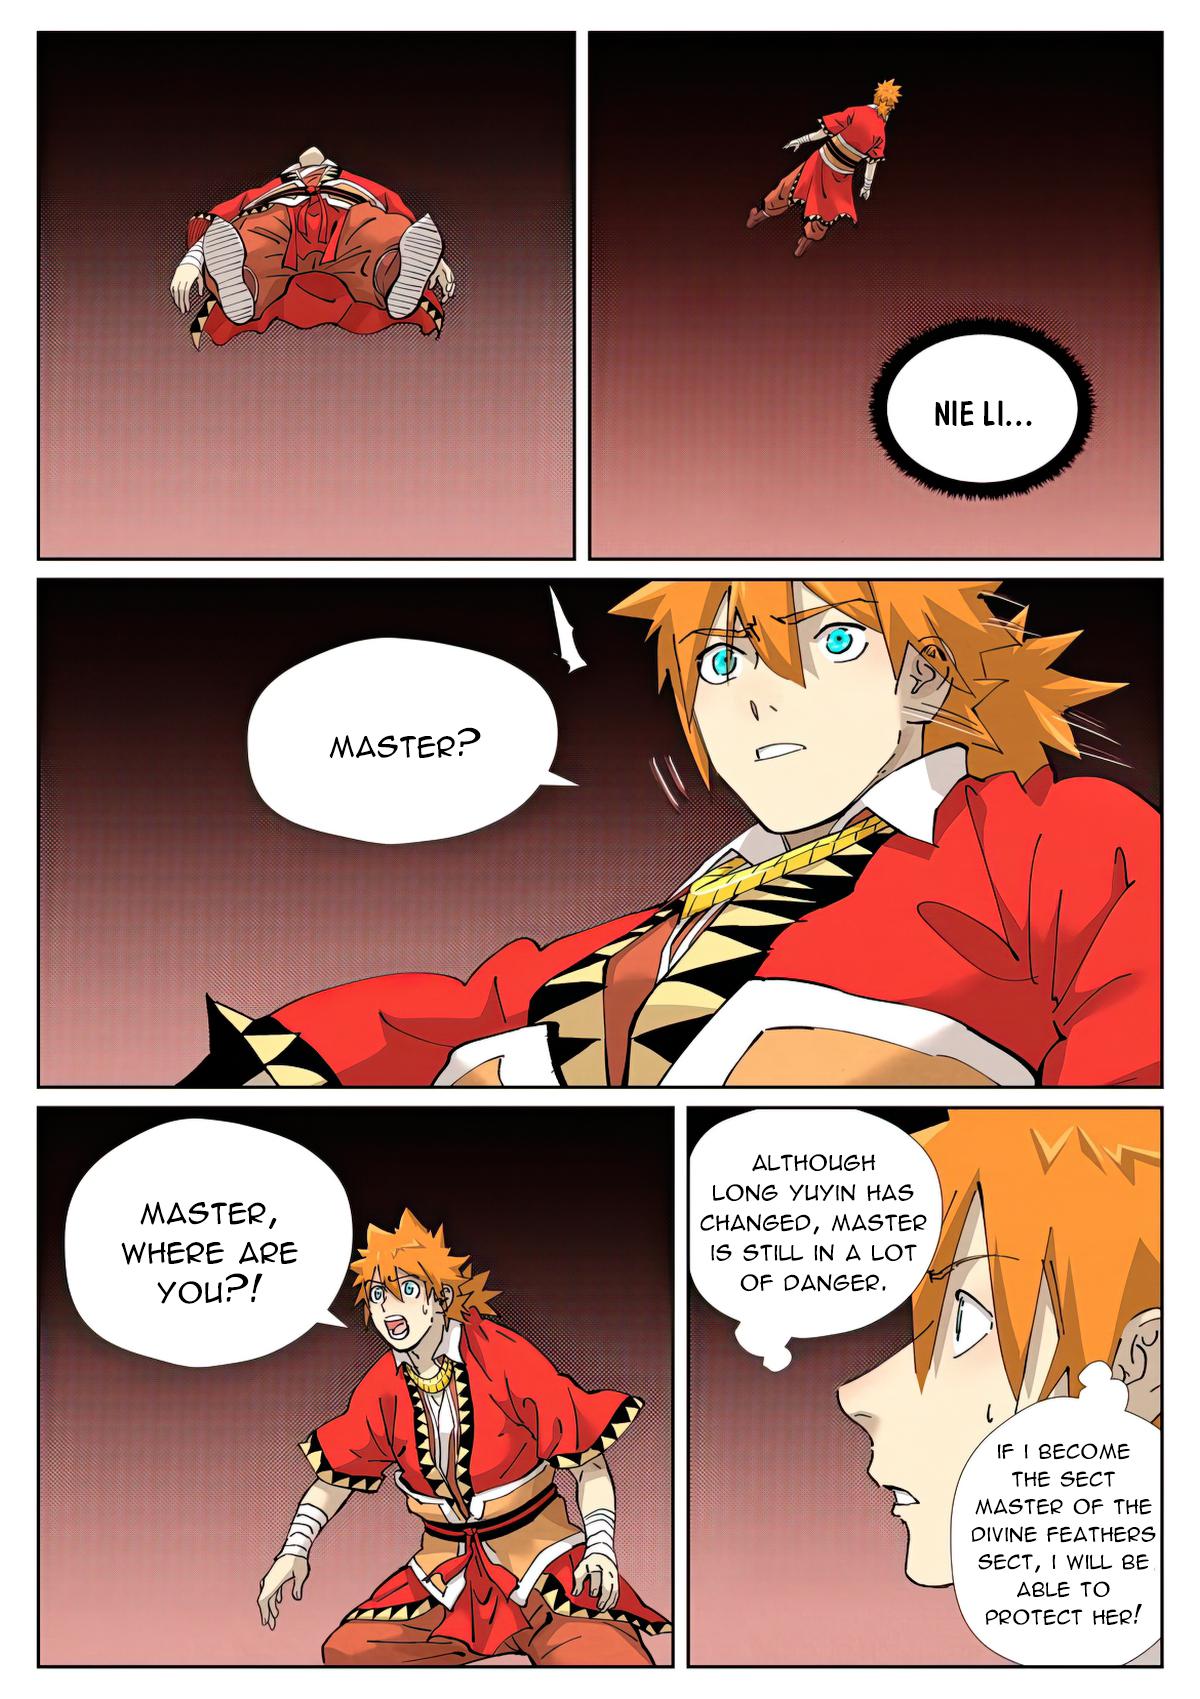 NIE LI...
MASTER?
MASTER,
WHERE ARE
YOU?!
ALTHOUGH
LONG YUYIN HAS
CHANGED, MASTER
IS STILL IN A LOT
OF DANGER.
IF I BECOME
THE SECT
MASTER OF THE
DIVINE FEATHERS
SECT, I WILL BE
ABLE TO
PROTECT HER!